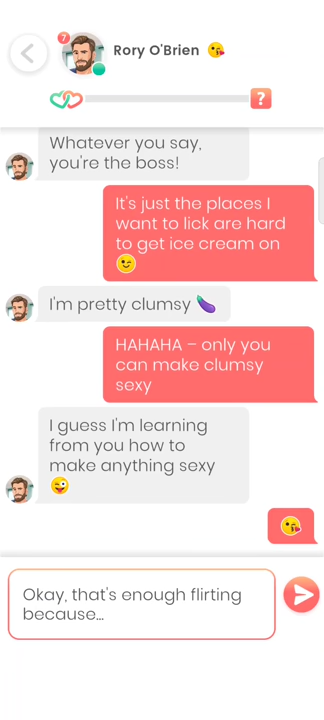 7
Rory O'Brien 😘
?
Whatever you say,
you're the boss!
It's just the places I
want to lick are hard
to get ice cream on
😉
I'm pretty clumsy 🍆
HAHAHA – only you
can make clumsy
sexy
I guess I'm learning
from you how to
make anything sexy
😜
😘
Okay, that's enough flirting
because...